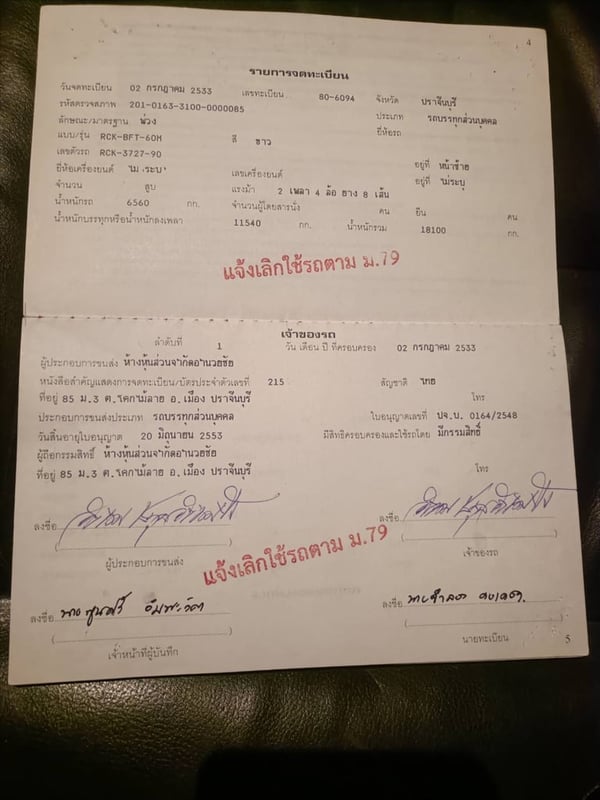 4
รายการจดทะเบียน
วันจดทะเบียน 02 กรกฎาคม 2533 เลขทะเบียน 80-6094 จังหวัด ปราจีนบุรี
รหัสตรวจสภาพ 201-0163-3100-0000085 ประเภท รถบรรทุกส่วนบุคคล
ลักษณะ/มาตรฐาน พ่วง ยี่ห้อรถ
แบบ/รุ่น RCK-BFT-60M สี ขาว
เลขตัวรถ RCK-3727-90 อยู่ที่ หน้าซ้าย
ยี่ห้อเครื่องยนต์ ไม่ระบุ เลขเครื่องยนต์ อยู่ที่ ไม่ระบุ
จำนวน สูบ แรงม้า 2 เพลา 4 ล้อ ยาง 8 เส้น
น้ำหนักรถ 6560 กก. จำนวนผู้โดยสารนั่ง คน ยืน คน
น้ำหนักบรรทุกหรือน้ำหนักลงเพลา 11540 กก. น้ำหนักรวม 18100 กก.
แจ้งเลิกใช้รถตาม ม.79
เจ้าของรถ
ลำดับที่ 1 วัน เดือน ปี ที่ครอบครอง 02 กรกฎาคม 2533
ผู้ประกอบการขนส่ง ห้างหุ้นส่วนจำกัดอำนวยชัย
หนังสือสำคัญแสดงการจดทะเบียน/บัตรประจำตัวเลขที่ 215 สัญชาติ ไทย
ที่อยู่ 85 ม.3 ต.โคกไม้ลาย อ.เมือง ปราจีนบุรี โทร
ประกอบการขนส่งประเภท รถบรรทุกส่วนบุคคล ใบอนุญาตเลขที่ ปจ.บ. 0164/2548
วันสิ้นอายุใบอนุญาต 20 มิถุนายน 2553 มีสิทธิครอบครองและใช้รถโดย มีกรรมสิทธิ์
ผู้ถือกรรมสิทธิ์ ห้างหุ้นส่วนจำกัดอำนวยชัย
ที่อยู่ 85 ม.3 ต.โคกไม้ลาย อ.เมือง ปราจีนบุรี โทร
ลงชื่อ ลงชื่อ
ผู้ประกอบการขนส่ง เจ้าของรถ
แจ้งเลิกใช้รถตาม ม.79
ลงชื่อ ลงชื่อ
เจ้าหน้าที่ผู้บันทึก นายทะเบียน
5